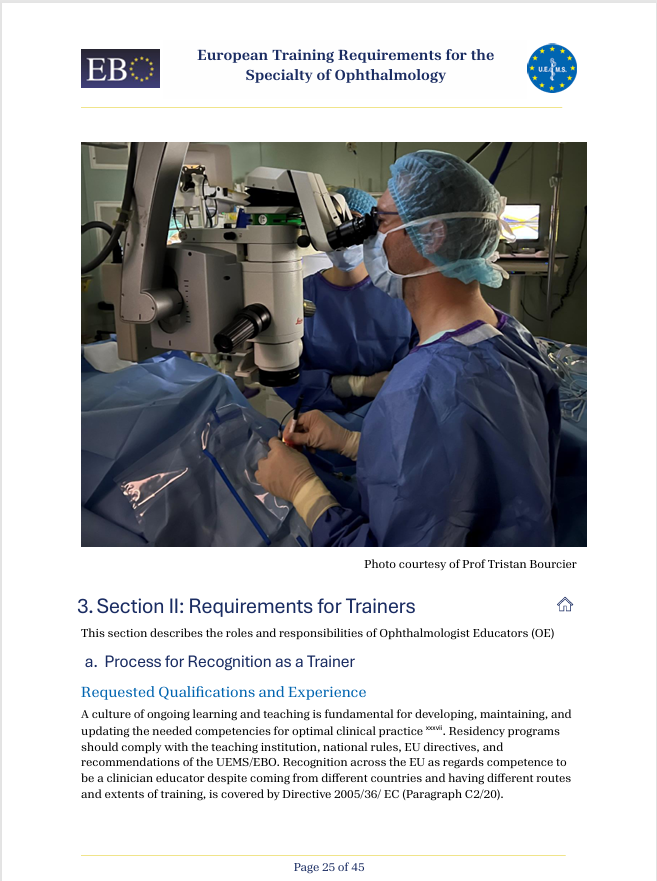 EBO
European Training Requirements for the
Specialty of Ophthalmology
U.E.M.S.
Photo courtesy of Prof Tristan Bourcier
3. Section II: Requirements for Trainers
This section describes the roles and responsibilities of Ophthalmologist Educators (OE)
a. Process for Recognition as a Trainer
Requested Qualifications and Experience
A culture of ongoing learning and teaching is fundamental for developing, maintaining, and
updating the needed competencies for optimal clinical practice xxxvii. Residency programs
should comply with the teaching institution, national rules, EU directives, and
recommendations of the UEMS/EBO. Recognition across the EU as regards competence to
be a clinician educator despite coming from different countries and having different routes
and extents of training, is covered by Directive 2005/36/ EC (Paragraph C2/20).
Page 25 of 45